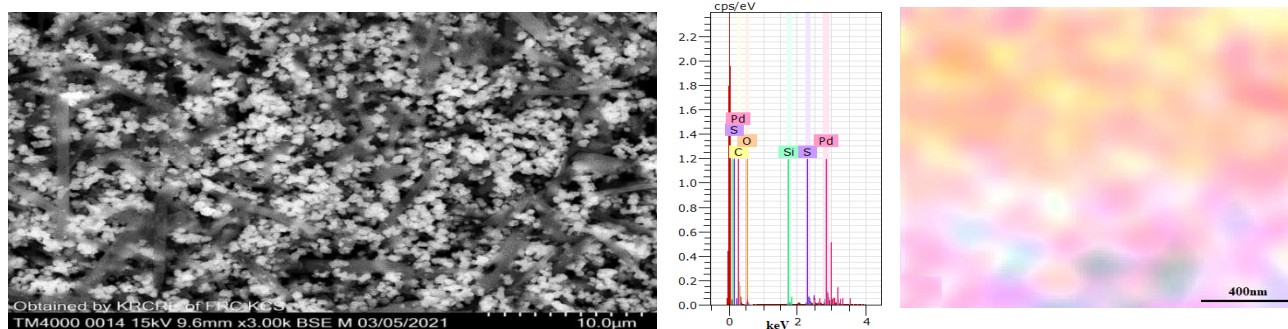 Obtained by KRCRE of FRC KCS
TM4000 0014 15kV 9.6mm x3.00k BSE M 03/05/2021 10.0µm
cps/eV
2.2
2.0
1.8
1.6
1.4
1.2
1.0
0.8
0.6
0.4
0.2
0.0
Pd
S O Pd
C Si S
0 2 4
keV
400nm